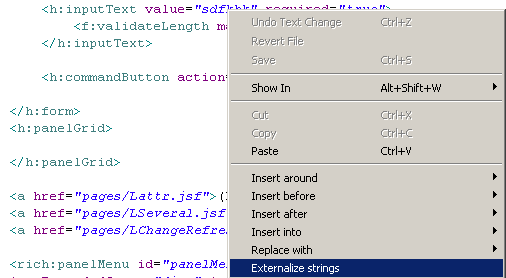 <h:inputText value="sdfkhk" required="true">
<f:validateLength ma
</h:inputText>
<h:commandButton action=
</h:form>
<h:panelGrid>
</h:panelGrid>
<a href="pages/Lattr.jsf">(
<a href="pages/LSeveral.jsf
<a href="pages/LChangeRefre
<rich:panelMenu id="panelMe
Undo Text Change Ctrl+Z
Revert File
Save Ctrl+S
Show In Alt+Shift+W
Cut Ctrl+X
Copy Ctrl+C
Paste Ctrl+V
Insert around
Insert before
Insert after
Insert into
Replace with
Externalize strings